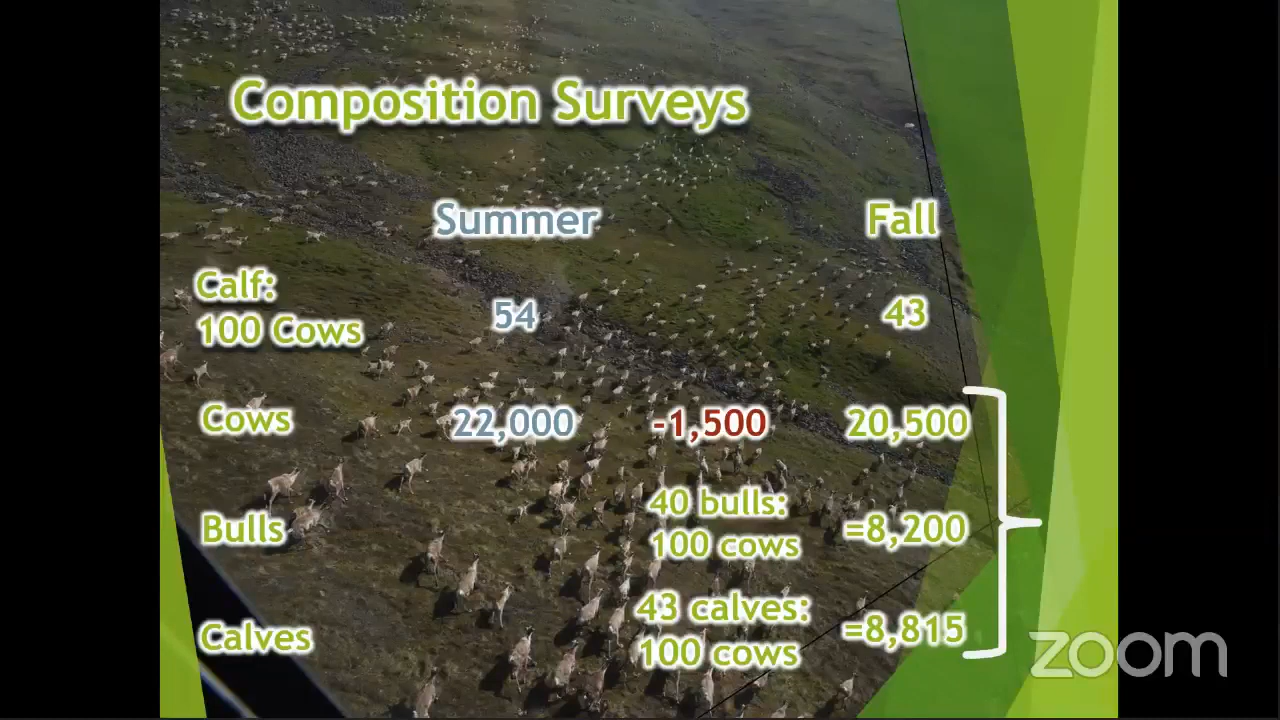 Composition Surveys
Summer
Fall
Calf:
100 Cows
54
43
Cows
22,000
-1,500
20,500
Bulls
40 bulls:
100 cows
=8,200
Calves
43 calves:
100 cows
=8,815
zoom